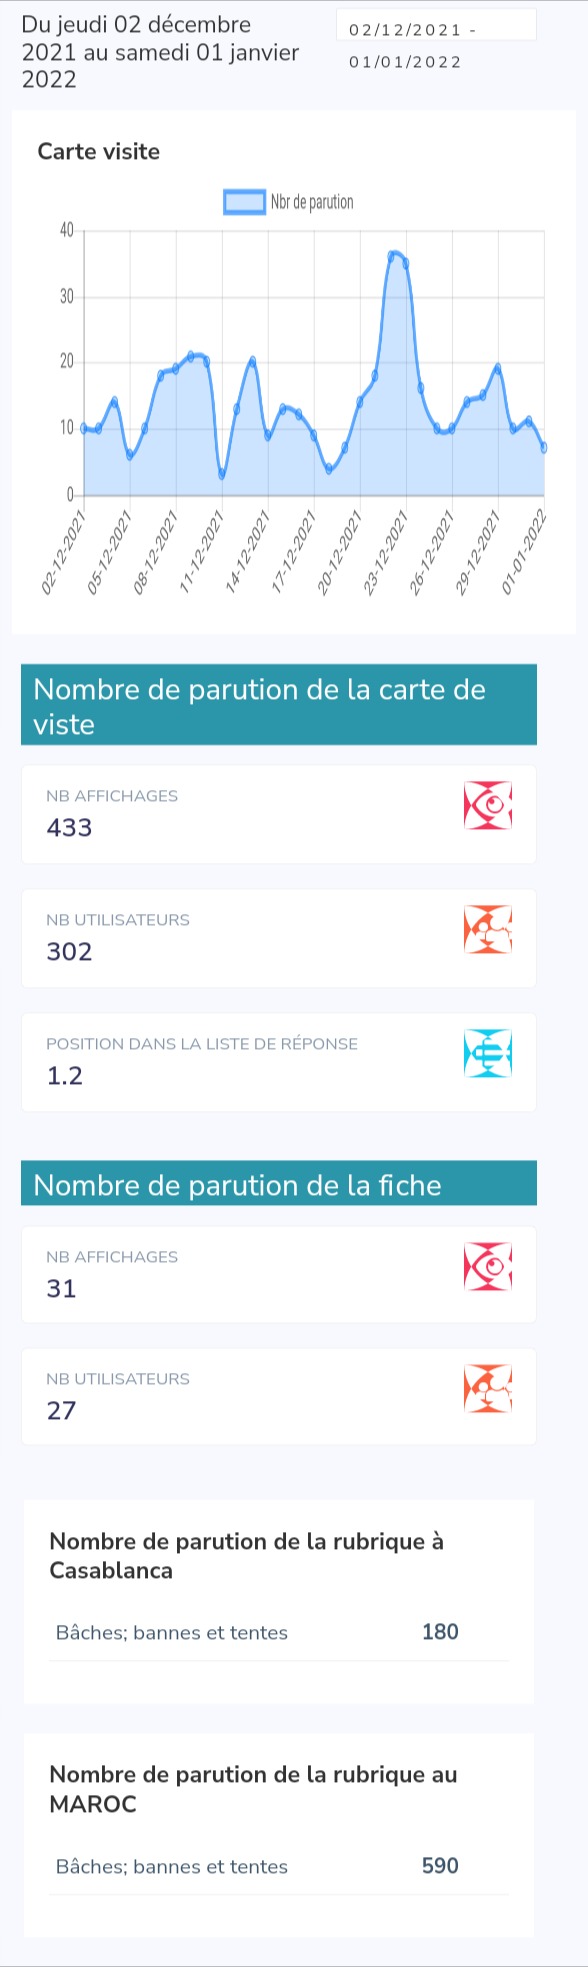 Du jeudi 02 décembre
2021 au samedi 01 janvier
2022
02/12/2021 -
01/01/2022
Carte visite
Nbr de parution
40
30
20
10
0
02-12-2021
05-12-2021
08-12-2021
11-12-2021
14-12-2021
17-12-2021
20-12-2021
23-12-2021
26-12-2021
29-12-2021
01-01-2022
Nombre de parution de la carte de
viste
NB AFFICHAGES
433
NB UTILISATEURS
302
POSITION DANS LA LISTE DE RÉPONSE
1.2
Nombre de parution de la fiche
NB AFFICHAGES
31
NB UTILISATEURS
27
Nombre de parution de la rubrique à
Casablanca
Bâches; bannes et tentes 180
Nombre de parution de la rubrique au
MAROC
Bâches; bannes et tentes 590